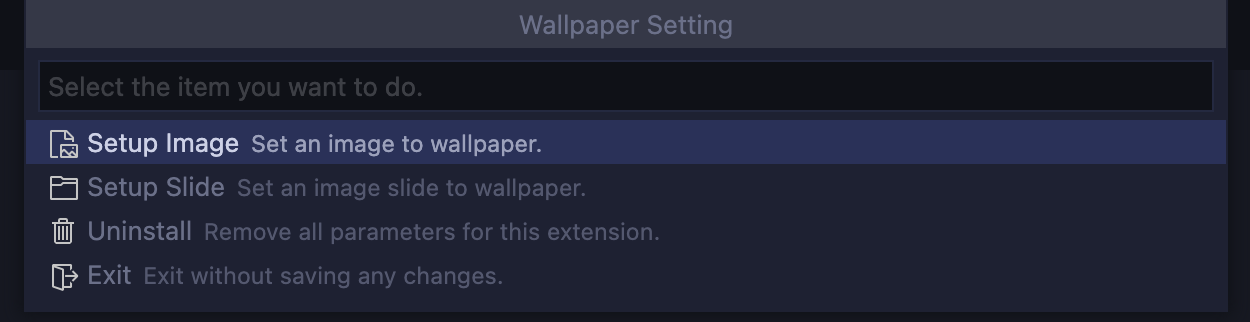 Wallpaper Setting
Select the item you want to do.
Setup Image Set an image to wallpaper.
Setup Slide Set an image slide to wallpaper.
Uninstall Remove all parameters for this extension.
Exit Exit without saving any changes.